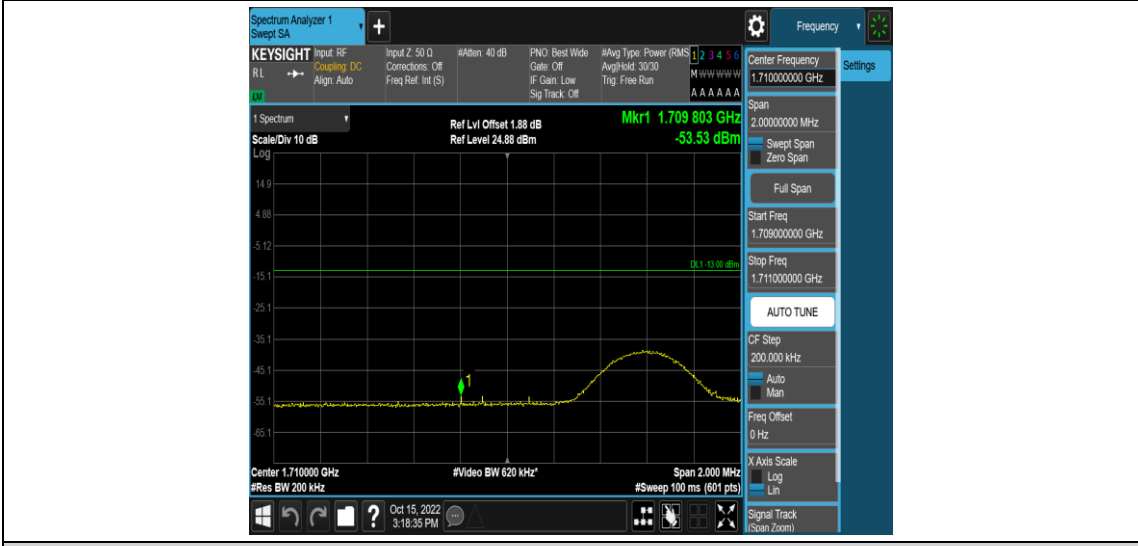 Spectrum Analyzer 1
Swept SA
+
Frequency
KEYSIGHT
RL
LXI
Input: RF
Coupling: DC
Align: Auto
Input Z: 50 Ω
Corrections: Off
Freq Ref: Int (S)
#Atten: 40 dB
PNO: Best Wide
Gate: Off
IF Gain: Low
Sig Track: Off
#Avg Type: Power (RMS
Avg|Hold: 30/30
Trig: Free Run
1 2 3 4 5 6
M W W W W W
A A A A A A
1 Spectrum
Scale/Div 10 dB
Log
Ref Lvl Offset 1.88 dB
Ref Level 24.88 dBm
Mkr1 1.709 803 GHz
-53.53 dBm
14.9
4.88
-5.12
-15.1
-25.1
-35.1
-45.1
-55.1
-65.1
DL1 -13.00 dBm
1
Center 1.710000 GHz
#Res BW 200 kHz
#Video BW 620 kHz*
Span 2.000 MHz
#Sweep 100 ms (601 pts)
?
Oct 15, 2022
3:18:35 PM
Center Frequency
1.710000000 GHz
Span
2.00000000 MHz
Swept Span
Zero Span
Full Span
Start Freq
1.709000000 GHz
Stop Freq
1.711000000 GHz
AUTO TUNE
CF Step
200.000 kHz
Auto
Man
Freq Offset
0 Hz
X Axis Scale
Log
Lin
Signal Track
(Span Zoom)
Settings